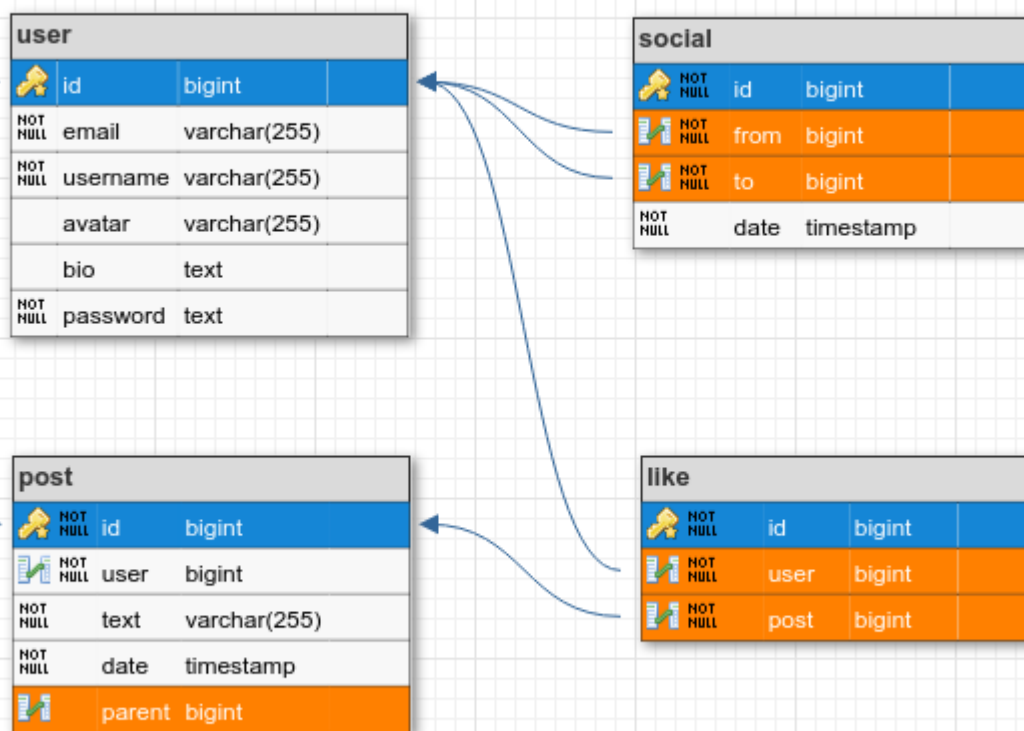 user
id bigint
NOT NULL email varchar(255)
NOT NULL username varchar(255)
avatar varchar(255)
bio text
NOT NULL password text
social
NOT NULL id bigint
NOT NULL from bigint
NOT NULL to bigint
NOT NULL date timestamp
post
NOT NULL id bigint
NOT NULL user bigint
NOT NULL text varchar(255)
NOT NULL date timestamp
parent bigint
like
NOT NULL id bigint
NOT NULL user bigint
NOT NULL post bigint